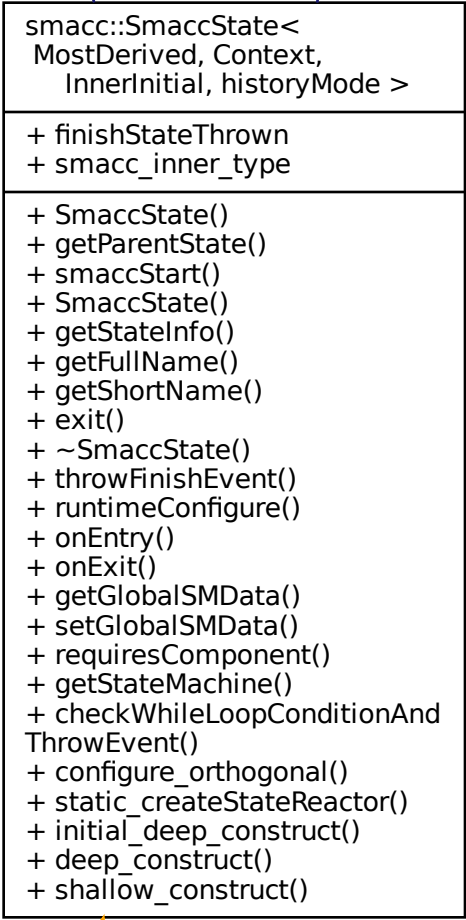 smacc::SmaccState<
MostDerived, Context,
InnerInitial, historyMode >
+ finishStateThrown
+ smacc_inner_type
+ SmaccState()
+ getParentState()
+ smaccStart()
+ SmaccState()
+ getStateInfo()
+ getFullName()
+ getShortName()
+ exit()
+ ~SmaccState()
+ throwFinishEvent()
+ runtimeConfigure()
+ onEntry()
+ onExit()
+ getGlobalSMData()
+ setGlobalSMData()
+ requiresComponent()
+ getStateMachine()
+ checkWhileLoopConditionAnd
ThrowEvent()
+ configure_orthogonal()
+ static_createStateReactor()
+ initial_deep_construct()
+ deep_construct()
+ shallow_construct()